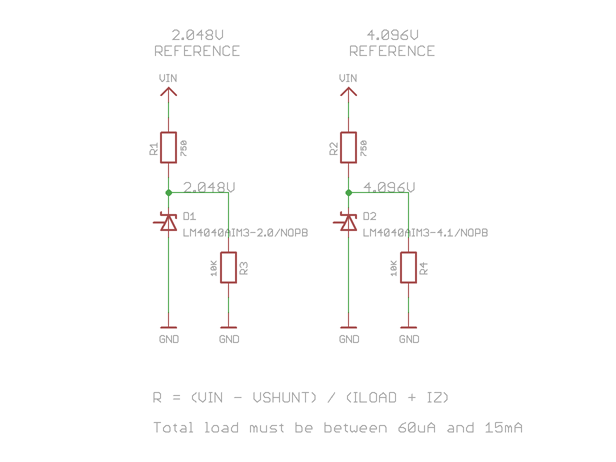 2.048V
REFERENCE
4.096V
REFERENCE
VIN
VIN
R1
750
R2
750
2.048V
4.096V
D1
LM4040AIM3-2.0/NOPB
D2
LM4040AIM3-4.1/NOPB
10K
R3
10K
R4
GND
GND
GND
GND
R = (VIN - VSHUNT) / (ILOAD + IZ)
Total load must be between 60uA and 15mA